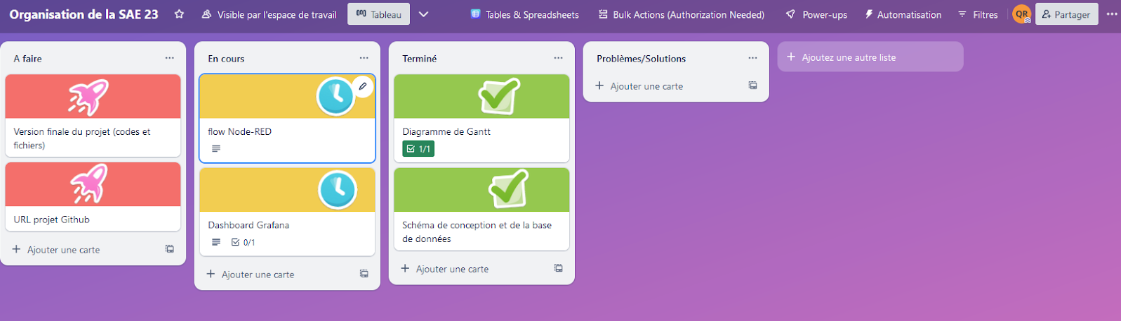 Organisation de la SAE 23
Visible par l'espace de travail
Tableau
Tables & Spreadsheets
Bulk Actions (Authorization Needed)
Power-ups
Automatisation
Filtres
QR
Partager
A faire
Version finale du projet (codes et
fichiers)
URL projet Github
Ajouter une carte
En cours
flow Node-RED
Dashboard Grafana
0/1
Ajouter une carte
Terminé
Diagramme de Gantt
1/1
Schéma de conception et de la base
de données
Ajouter une carte
Problèmes/Solutions
Ajouter une carte
Ajoutez une autre liste